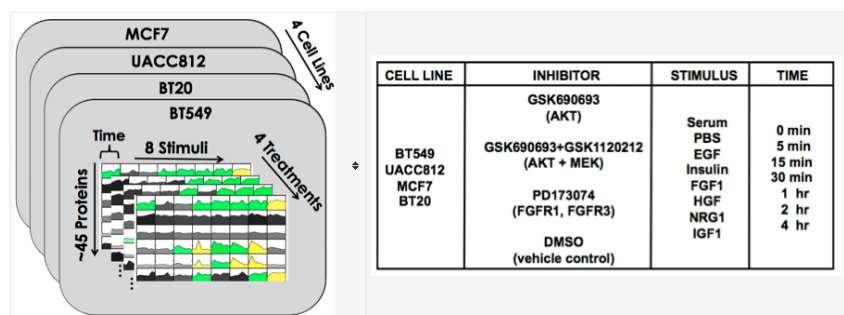 MCF7
UACC812
BT20
BT549
4 Cell Lines
Time
8 Stimuli
4 Treatments
~45 Proteins
CELL LINE INHIBITOR STIMULUS TIME
BT549
UACC812
MCF7
BT20
GSK690693
(AKT)
GSK690693+GSK1120212
(AKT + MEK)
PD173074
(FGFR1, FGFR3)
DMSO
(vehicle control)
Serum
PBS
EGF
Insulin
FGF1
HGF
NRG1
IGF1
0 min
5 min
15 min
30 min
1 hr
2 hr
4 hr